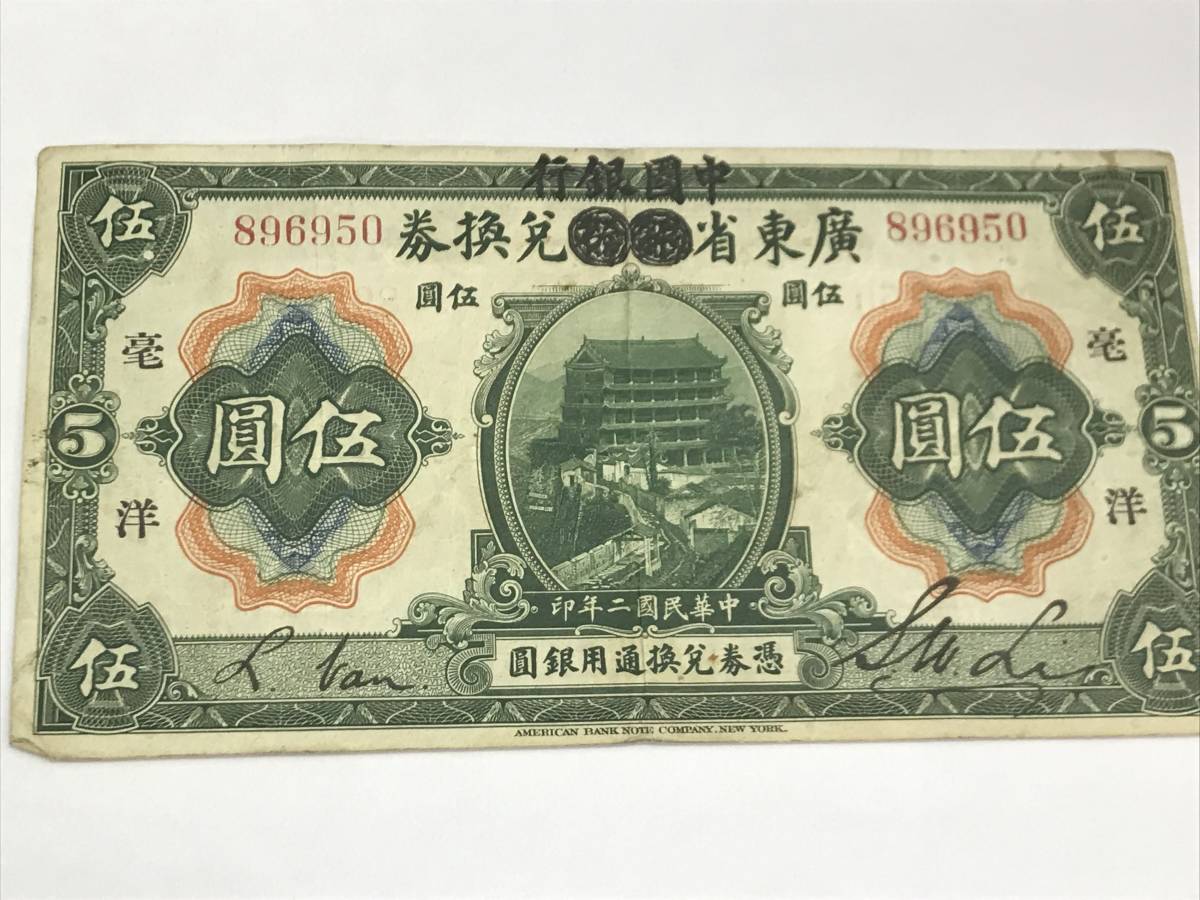 中國銀行
896950 廣東省兌換券 896950
伍圓 伍圓
伍 伍
毫洋 毫洋
伍圓 伍圓
5 5
·中華民國二年印·
憑券兌換通用銀圓
L. Van.
伍 伍
AMERICAN BANK NOTE COMPANY, NEW YORK.